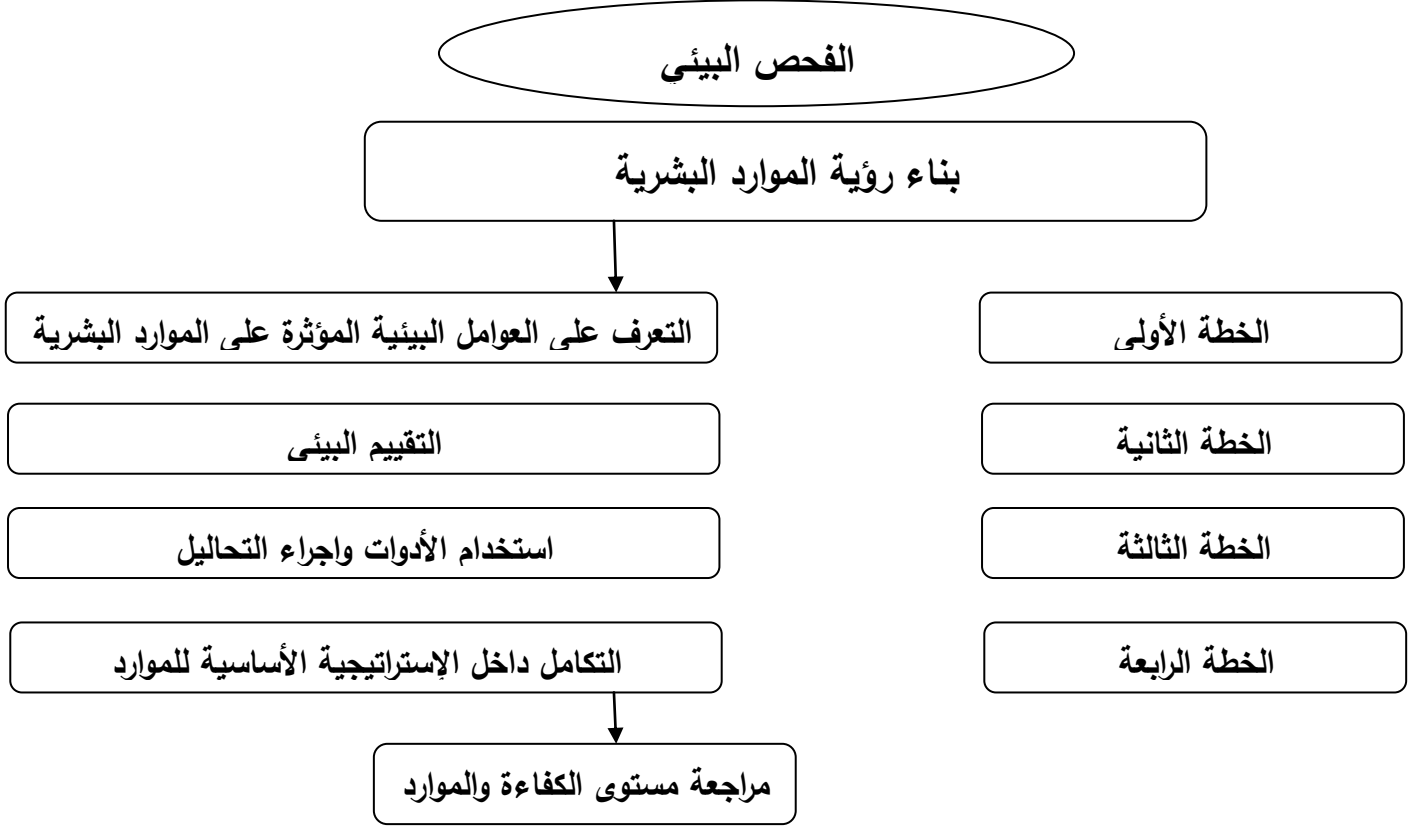 الفحص البيئي
بناء رؤية الموارد البشرية
الخطة الأولى
التعرف على العوامل البيئية المؤثرة على الموارد البشرية
الخطة الثانية
التقييم البيئي
الخطة الثالثة
استخدام الأدوات واجراء التحاليل
الخطة الرابعة
التكامل داخل الإستراتيجية الأساسية للموارد
مراجعة مستوى الكفاءة والموارد